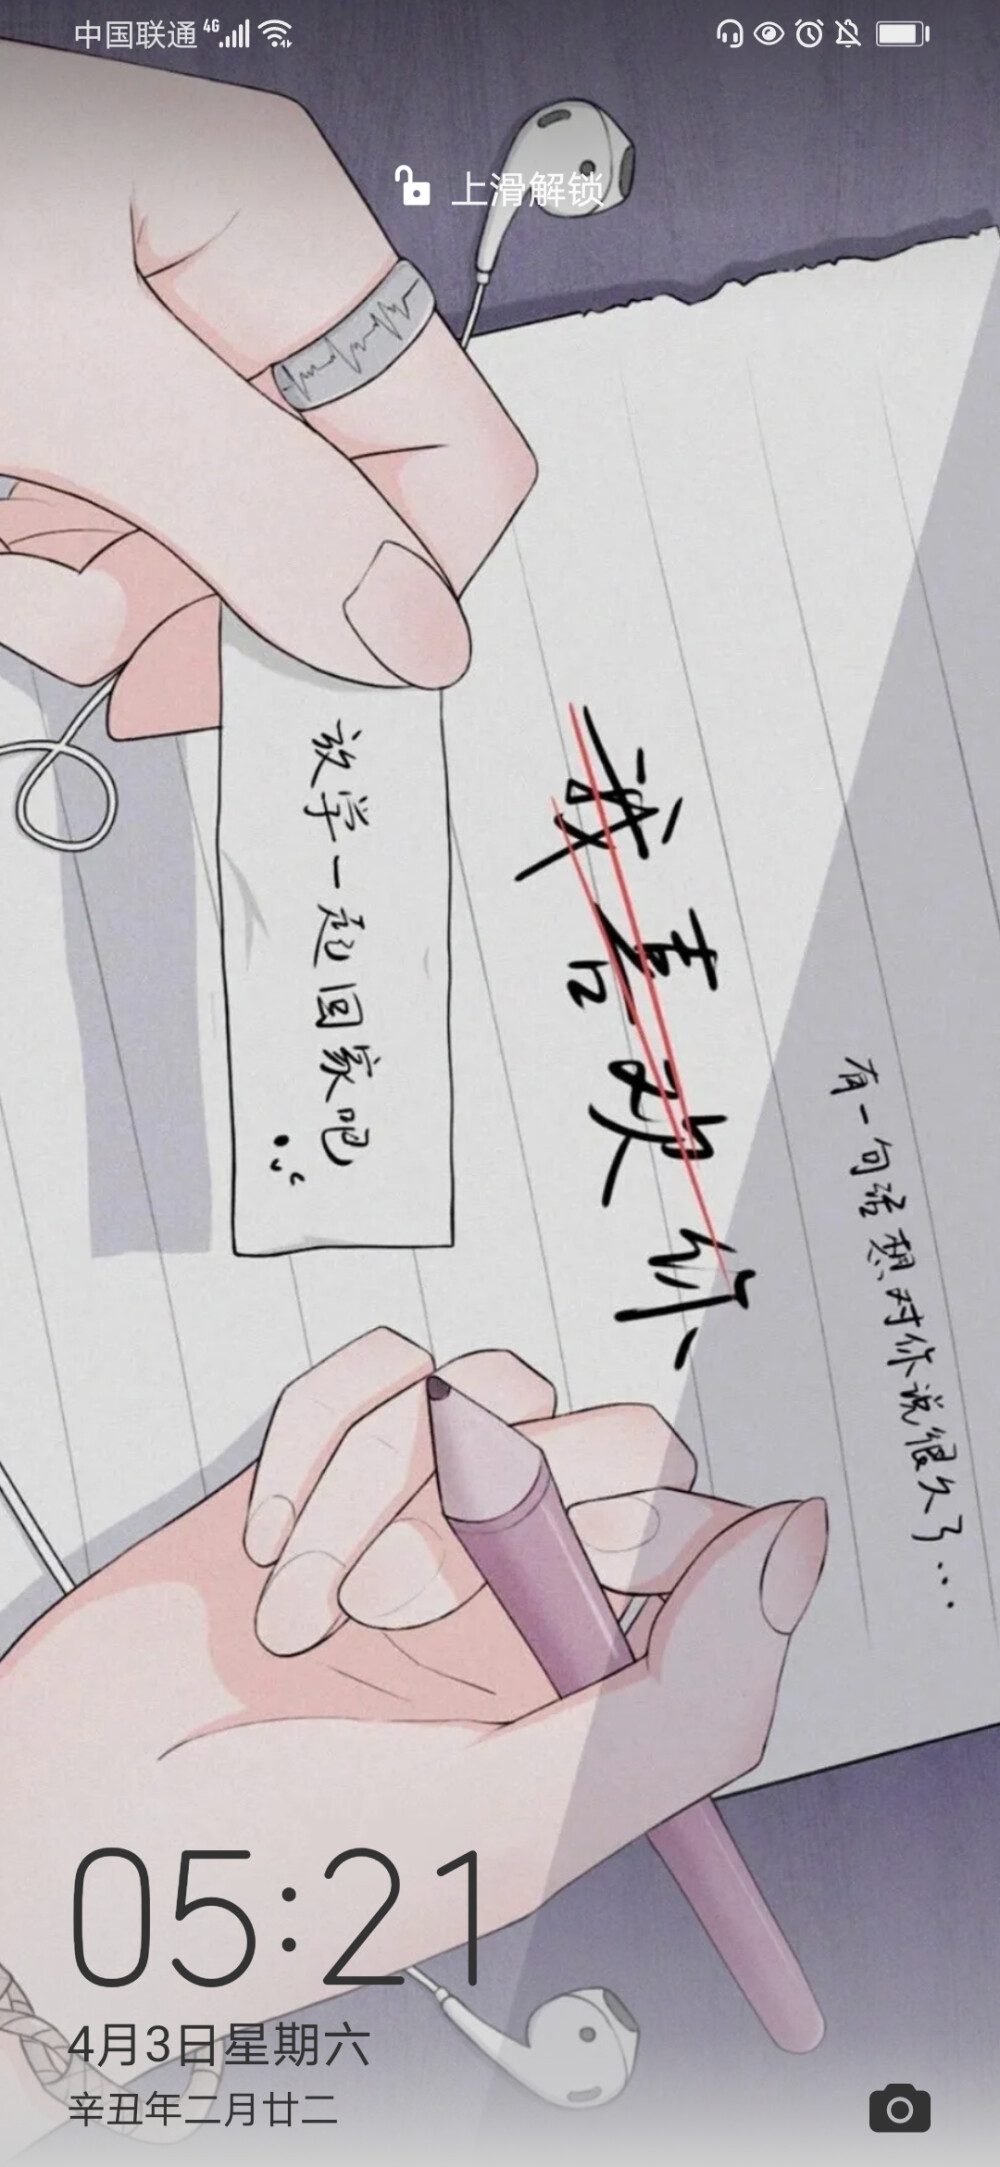 中国联通 4G
上滑解锁
有一句话想对你说很久了...
我喜欢你、
放学一起回家吧
05:21
4月3日星期六
辛丑年二月廿二